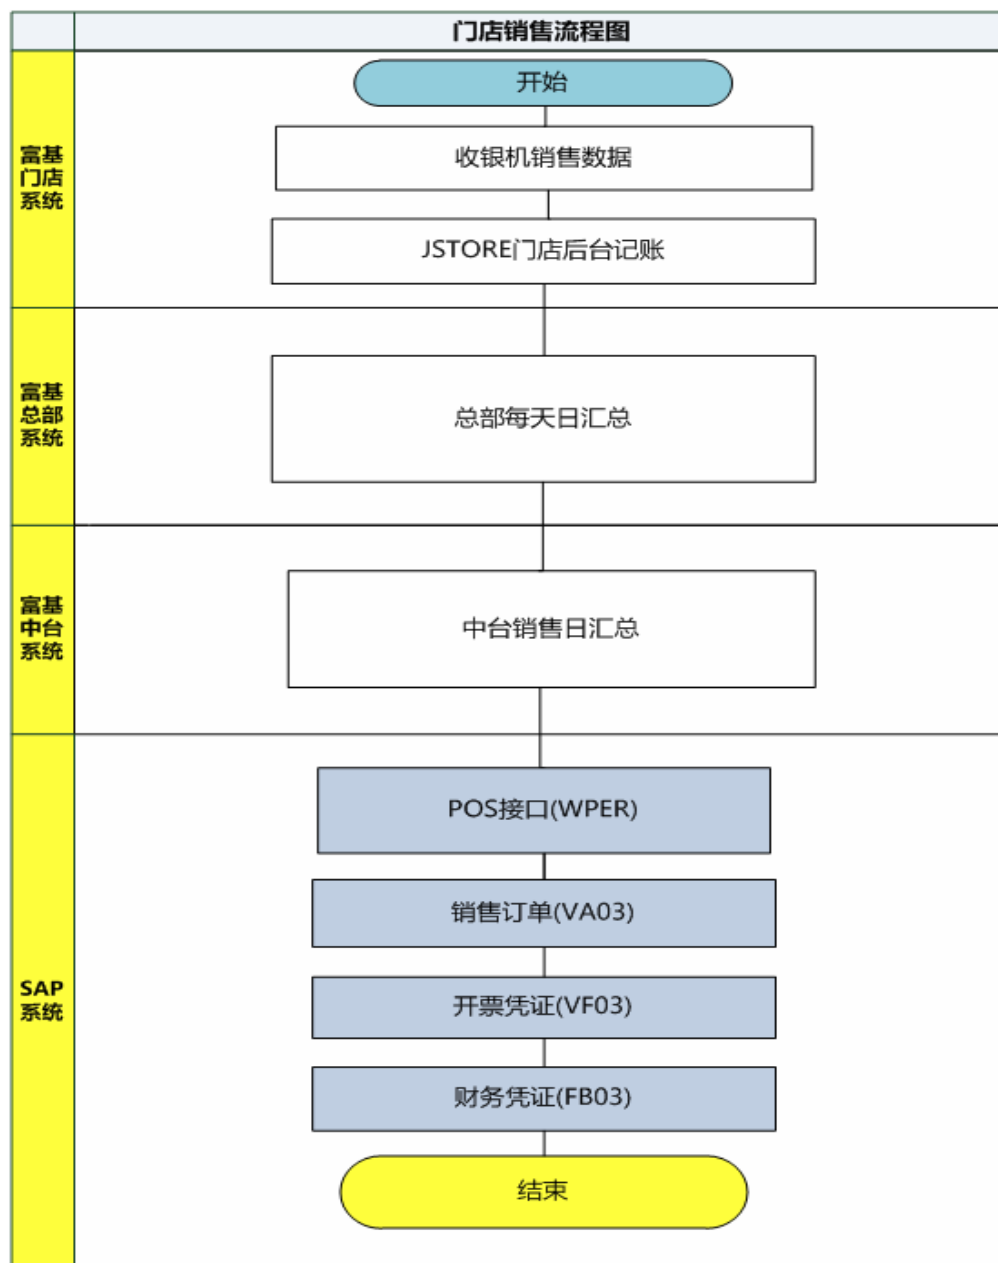 门店销售流程图
富基
门店
系统
开始
收银机销售数据
JSTORE门店后台记账
富基
总部
系统
总部每天日汇总
富基
中台
系统
中台销售日汇总
SAP
系统
POS接口(WPER)
销售订单(VA03)
开票凭证(VF03)
财务凭证(FB03)
结束